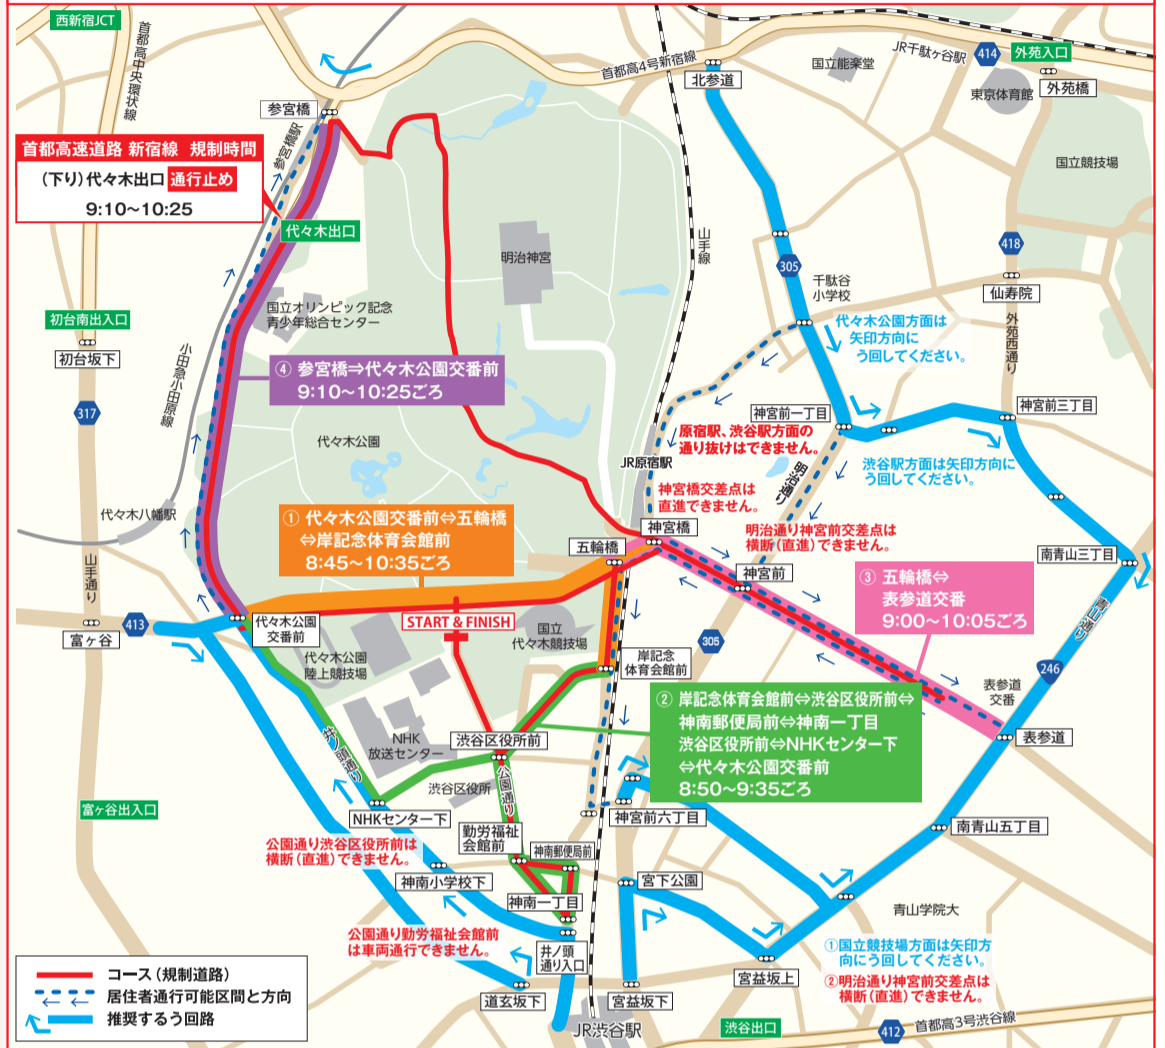 西新宿JCT
首都高中央環状線
首都高4号新宿線
北参道
国立能楽堂
JR千駄ヶ谷駅
414
外苑入口
東京体育館
外苑橋
国立競技場
参宮橋
参宮橋駅
首都高速道路 新宿線 規制時間
(下り)代々木出口 通行止め
9:10~10:25
代々木出口
明治神宮
山手線
305
418
千駄谷
小学校
仙寿院
外苑西通り
国立オリンピック記念
青少年総合センター
初台南出入口
初台坂下
小田急小田原線
代々木公園方面は
矢印方向に
う回してください。
④ 参宮橋⇒代々木公園交番前
9:10~10:25ごろ
317
神宮前一丁目
神宮前三丁目
原宿駅、渋谷駅方面の
通り抜けはできません。
代々木公園
JR原宿駅
明治通り
渋谷駅方面は矢印方向に
う回してください。
神宮橋交差点は
直進できません。
代々木八幡駅
① 代々木公園交番前⇔五輪橋
⇔岸記念体育会館前
8:45~10:35ごろ
神宮橋
明治通り神宮前交差点は
横断(直進)できません。
五輪橋
神宮前
南青山三丁目
山手通り
③ 五輪橋⇔
表参道交番
9:00~10:05ごろ
青山通り
413
富ヶ谷
代々木公園
交番前
START & FINISH
国立
代々木競技場
305
代々木公園
陸上競技場
岸記念
体育会館前
246
表参道
交番
② 岸記念体育会館前⇔渋谷区役所前⇔
神南郵便局前⇔神南一丁目
渋谷区役所前⇔NHKセンター下
⇔代々木公園交番前
8:50~9:35ごろ
表参道
NHK
放送センター
渋谷区役所前
井ノ頭通り
公園通り
渋谷区役所
富ヶ谷出入口
NHKセンター下
神宮前六丁目
南青山五丁目
勤労福祉
会館前
神南郵便局前
公園通り渋谷区役所前は
横断(直進)できません。
神南小学校下
宮下公園
神南一丁目
青山学院大
公園通り勤労福祉会館前
は車両通行できません。
井ノ頭
通り入口
①国立競技場方面は矢印方
向にう回してください。
②明治通り神宮前交差点は
横断(直進)できません。
宮益坂上
コース(規制道路)
居住者通行可能区間と方向
推奨するう回路
道玄坂下
宮益坂下
JR渋谷駅
渋谷出口
412
首都高3号渋谷線